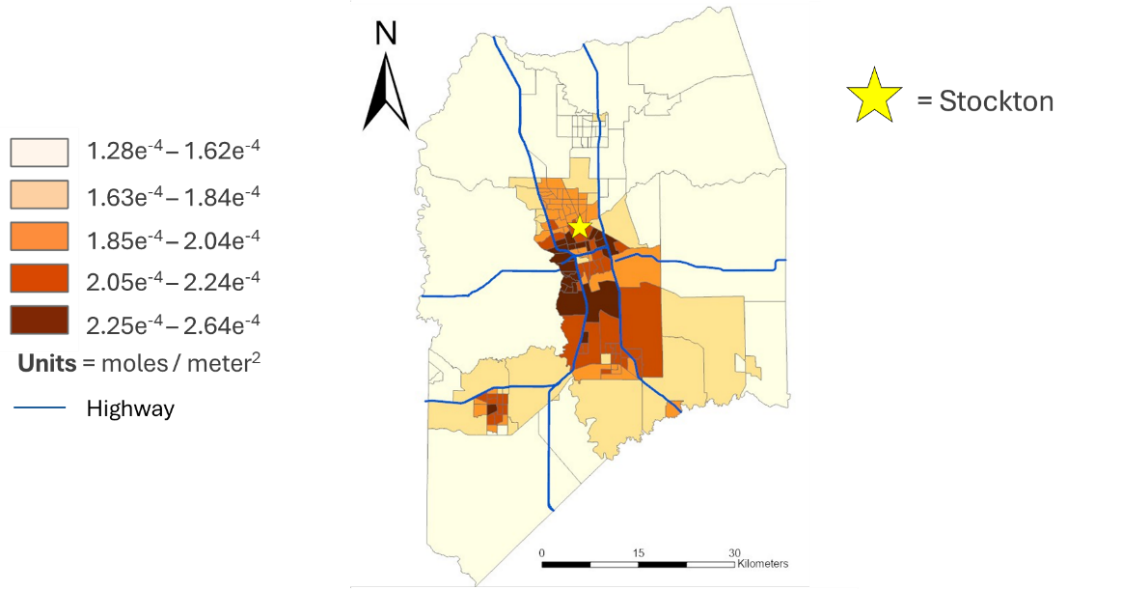 N
= Stockton
1.28e⁻⁴ – 1.62e⁻⁴
1.63e⁻⁴ – 1.84e⁻⁴
1.85e⁻⁴ – 2.04e⁻⁴
2.05e⁻⁴ – 2.24e⁻⁴
2.25e⁻⁴ – 2.64e⁻⁴
Units = moles / meter²
Highway
0 15 30
Kilometers